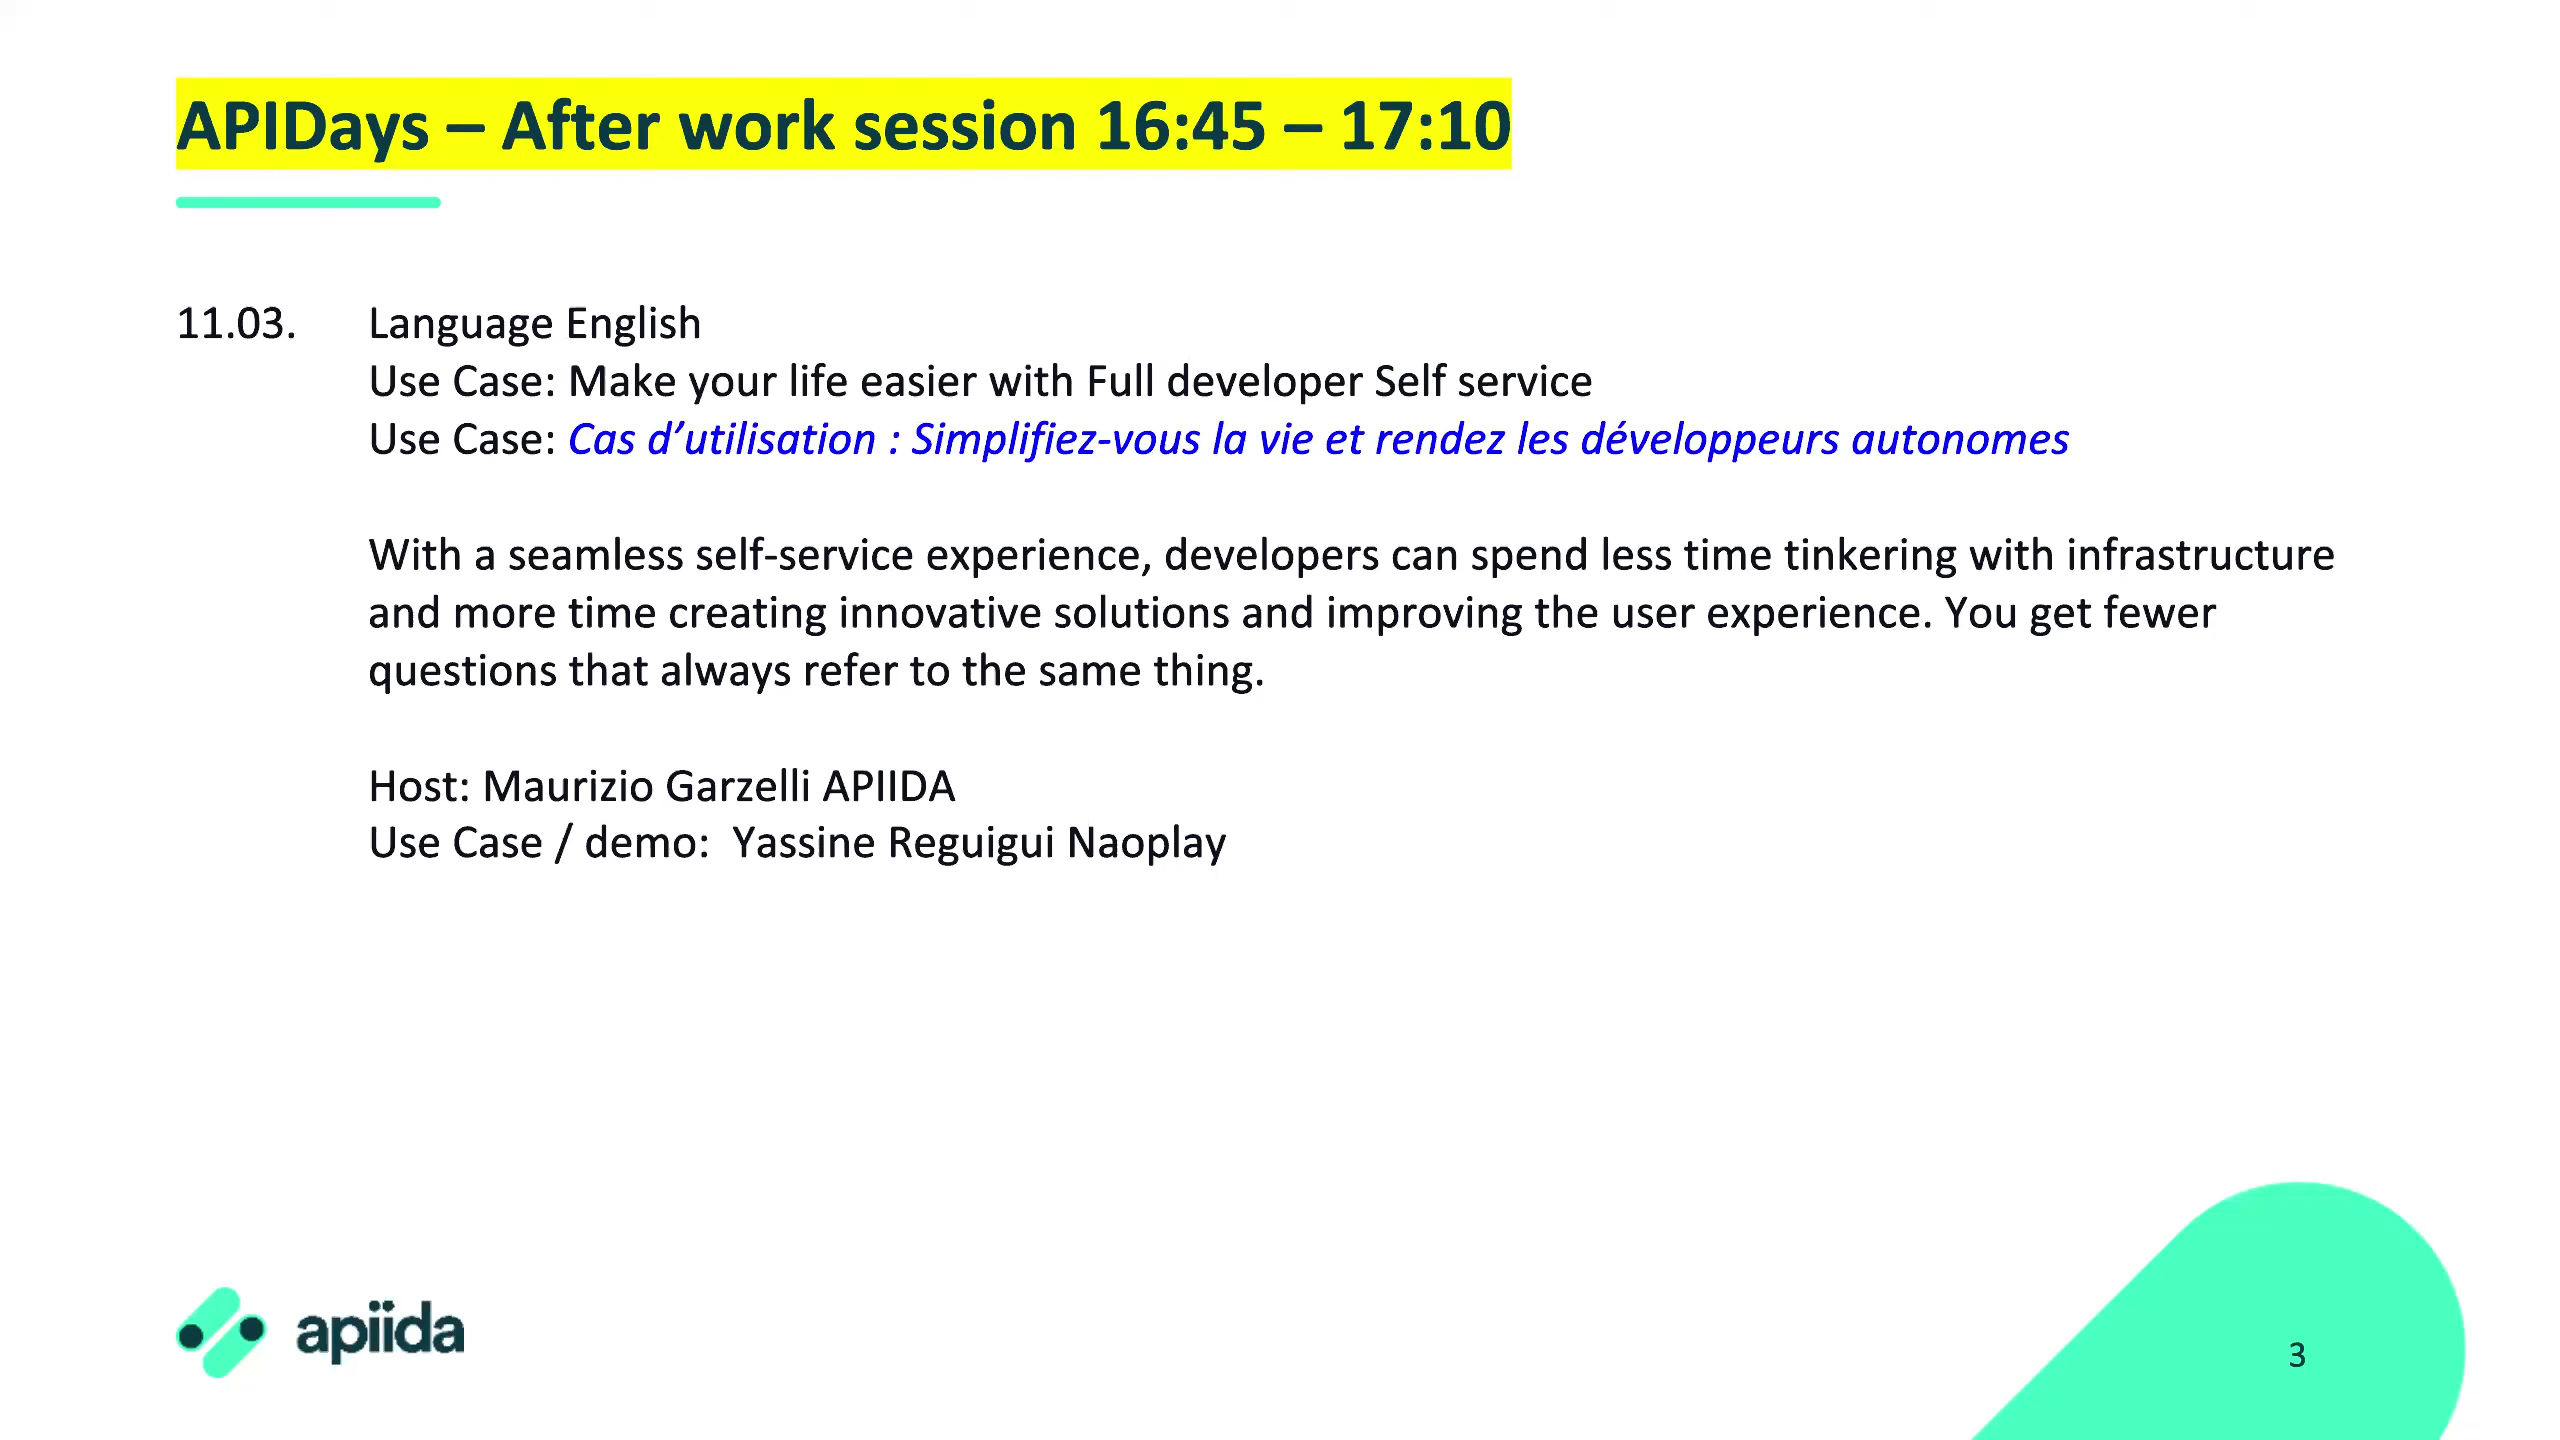 APIDays – After work session 16:45 – 17:10
11.03. Language English
Use Case: Make your life easier with Full developer Self service
Use Case: Cas d’utilisation : Simplifiez-vous la vie et rendez les développeurs autonomes
With a seamless self-service experience, developers can spend less time tinkering with infrastructure
and more time creating innovative solutions and improving the user experience. You get fewer
questions that always refer to the same thing.
Host: Maurizio Garzelli APIIDA
Use Case / demo:  Yassine Reguigui Naoplay
apiida
3